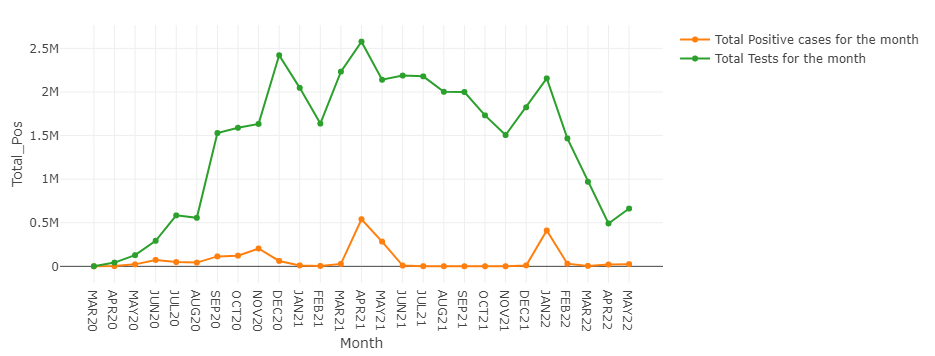 Total Positive cases for the month
Total Tests for the month
2.5M
2M
1.5M
1M
0.5M
0
Total_Pos
MAR20
APR20
MAY20
JUN20
JUL20
AUG20
SEP20
OCT20
NOV20
DEC20
JAN21
FEB21
MAR21
APR21
MAY21
JUN21
JUL21
AUG21
SEP21
OCT21
NOV21
DEC21
JAN22
FEB22
MAR22
APR22
MAY22
Month